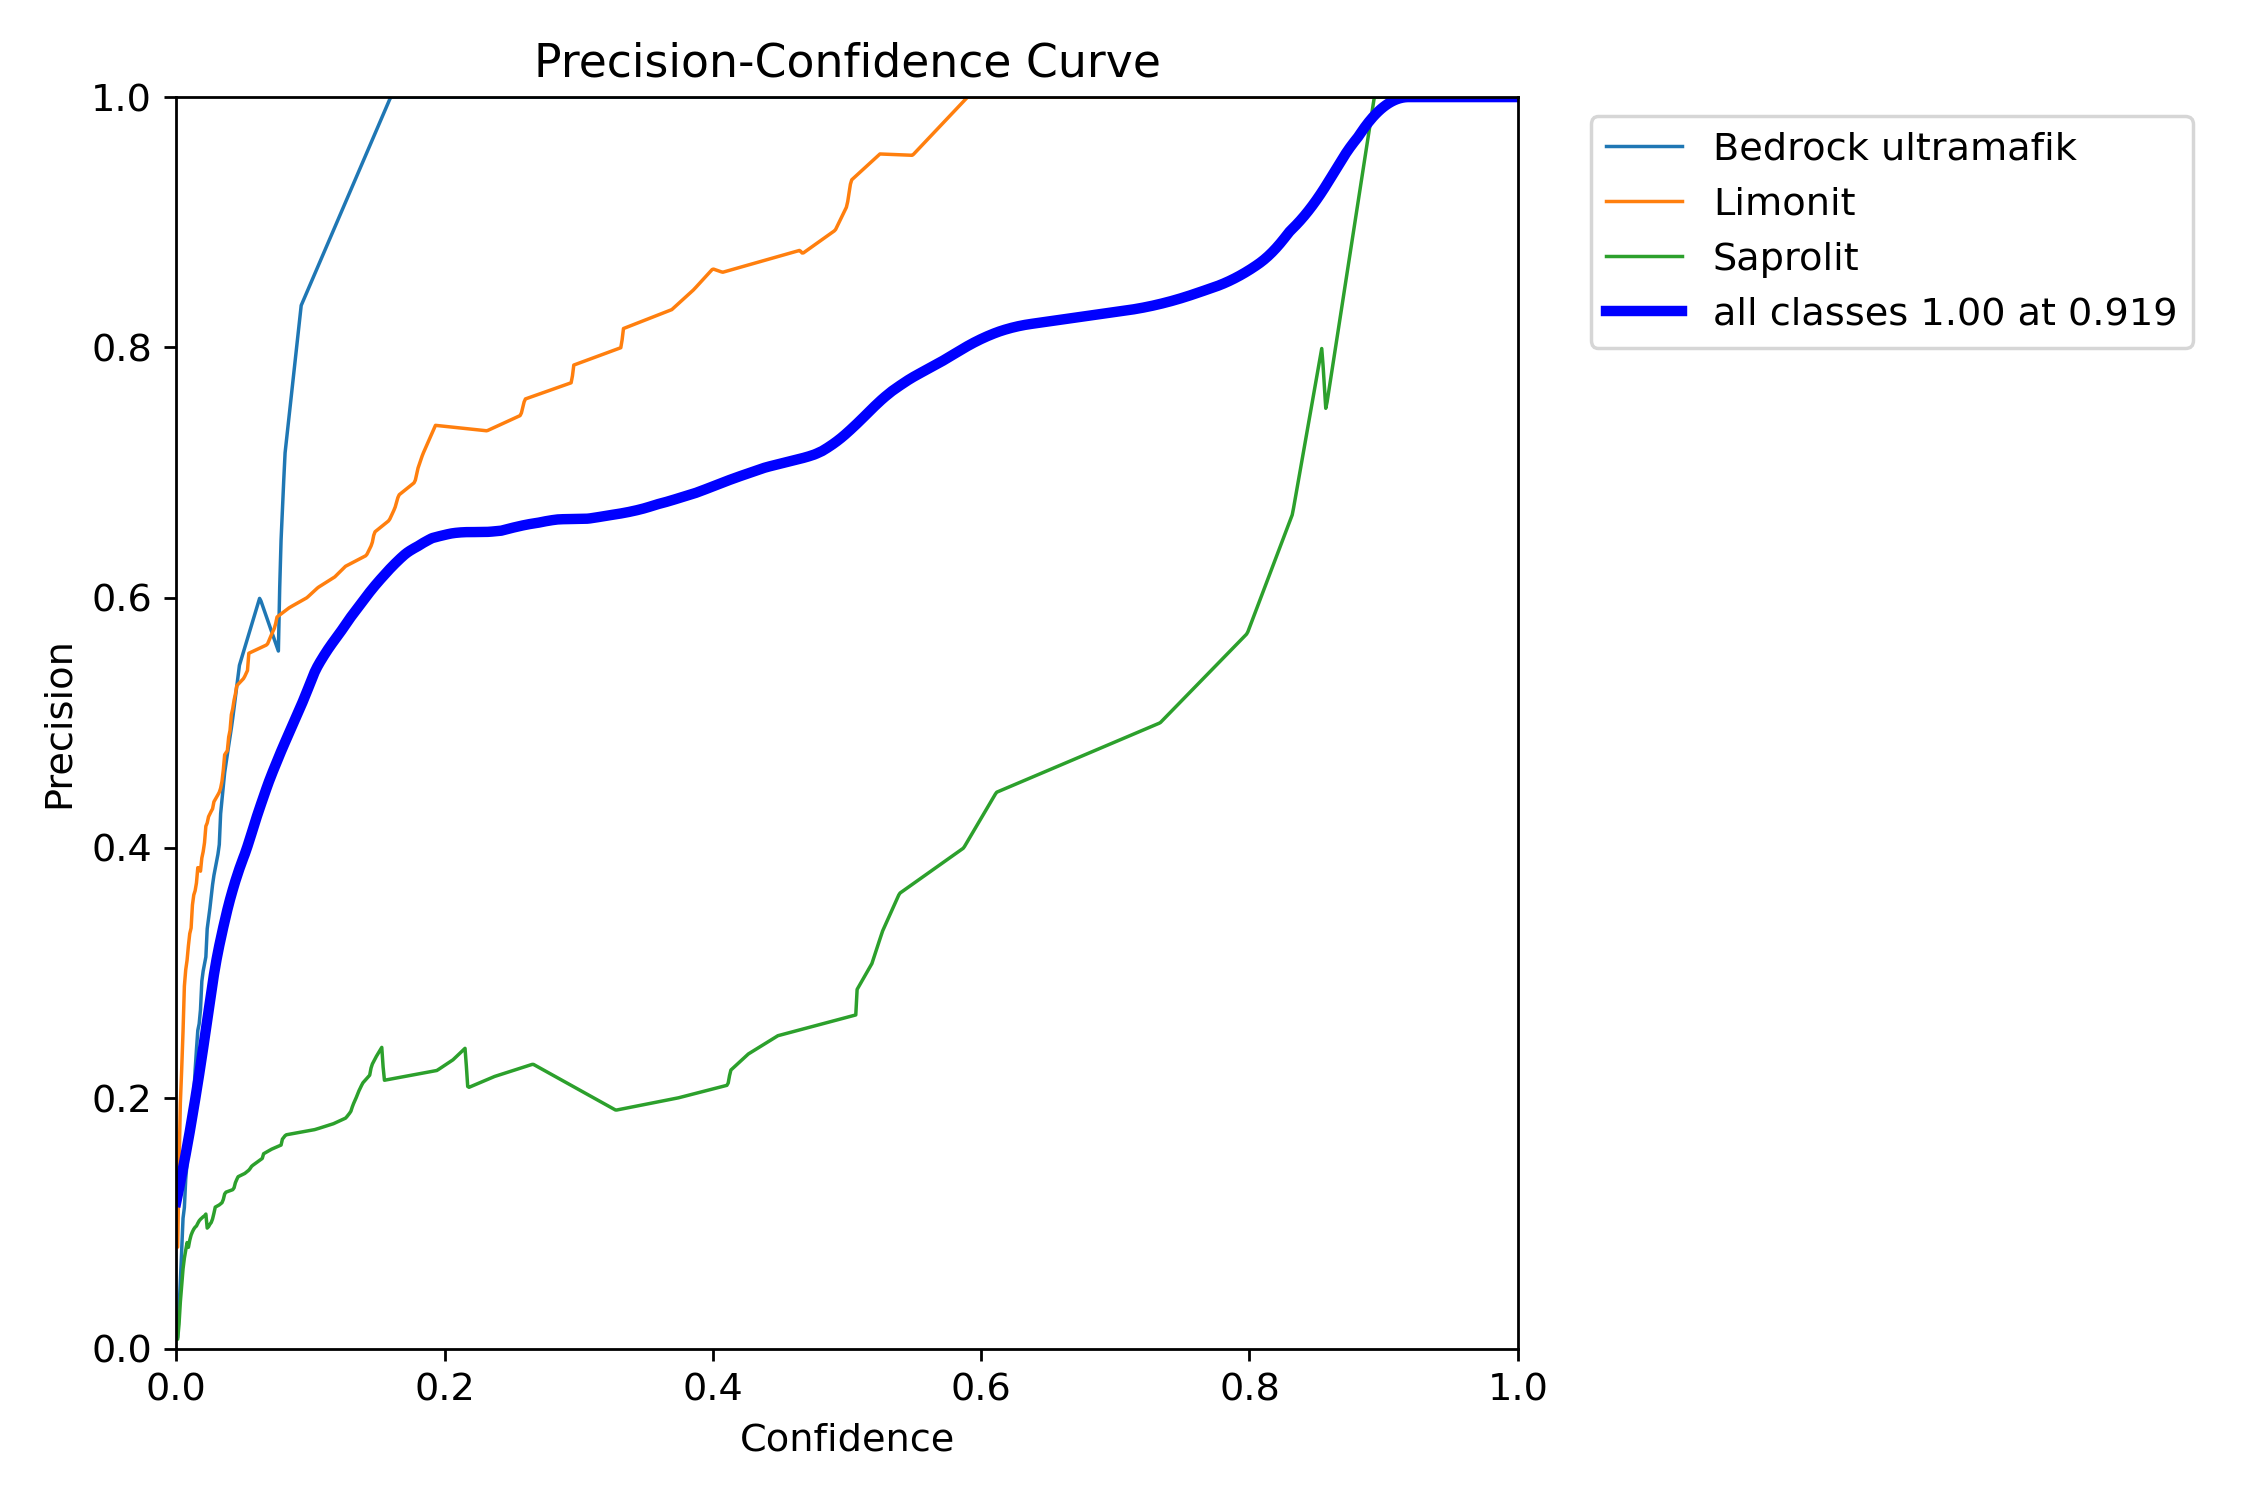 Precision-Confidence Curve
1.0
0.8
0.6
0.4
0.2
0.0
Precision
0.0 0.2 0.4 0.6 0.8 1.0
Confidence
Bedrock ultramafik
Limonit
Saprolit
all classes 1.00 at 0.919